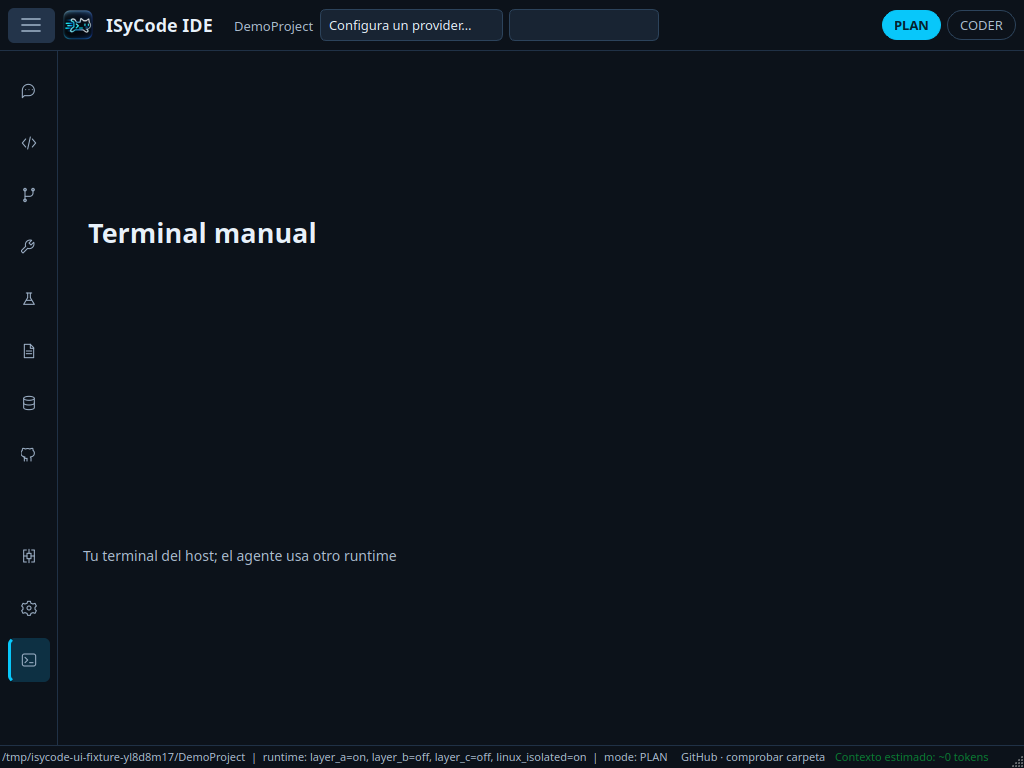 ISyCode IDE
DemoProject
Configura un provider...
PLAN
CODER
Terminal manual
Tu terminal del host; el agente usa otro runtime
/tmp/isycode-ui-fixture-yl8d8m17/DemoProject | runtime: layer_a=on, layer_b=off, layer_c=off, linux_isolated=on | mode: PLAN GitHub · comprobar carpeta Contexto estimado: ~0 tokens